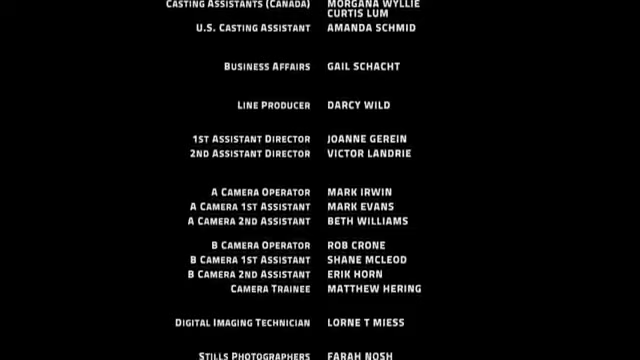 Casting Assistants (Canada) MORGANA WYLLIE
CURTIS LUM
U.S. Casting Assistant AMANDA SCHMID
Business Affairs GAIL SCHACHT
Line Producer DARCY WILD
1st Assistant Director JOANNE GEREIN
2nd Assistant Director VICTOR LANDRIE
A Camera Operator MARK IRWIN
A Camera 1st Assistant MARK EVANS
A Camera 2nd Assistant BETH WILLIAMS
B Camera Operator ROB CRONE
B Camera 1st Assistant SHANE MCLEOD
B Camera 2nd Assistant ERIK HORN
Camera Trainee MATTHEW HERING
Digital Imaging Technician LORNE T MIESS
Stills Photographers FARAH NOSH